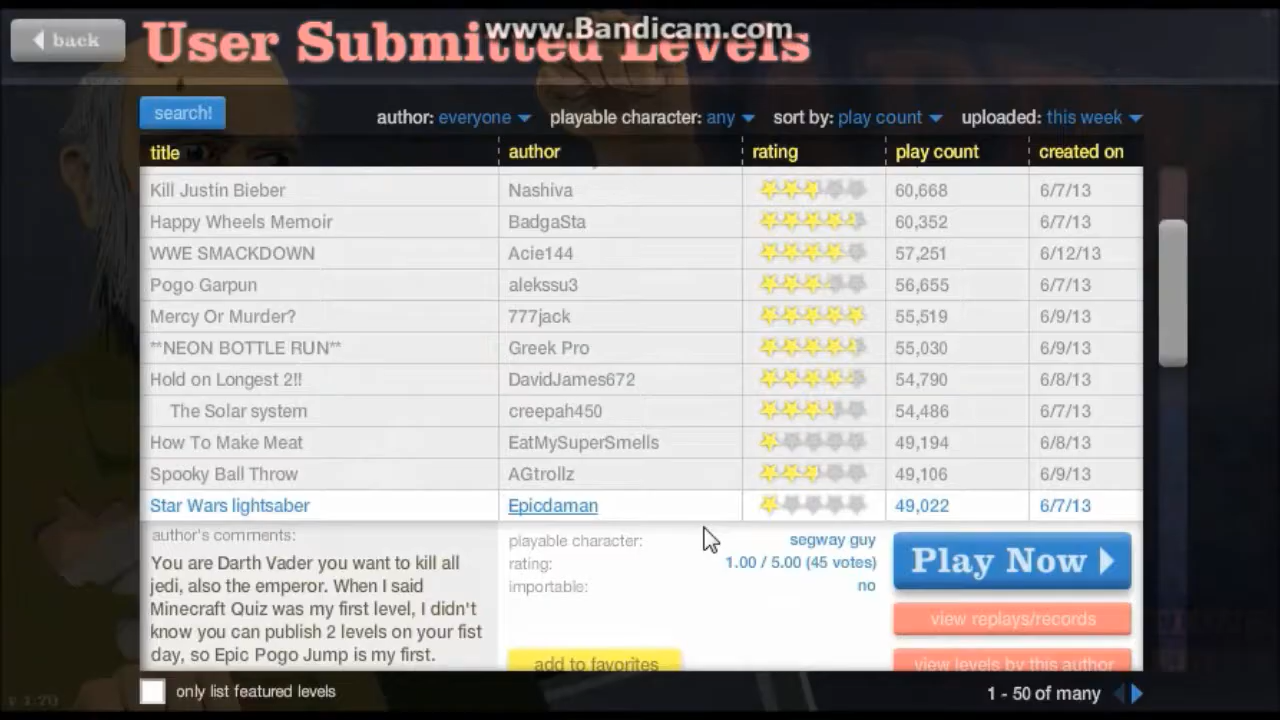 www.Bandicam.com
back
User Submitted Levels
search!
author: everyone playable character: any sort by: play count uploaded: this week
title author rating play count created on
Kill Justin Bieber Nashiva 60,668 6/7/13
Happy Wheels Memoir BadgaSta 60,352 6/7/13
WWE SMACKDOWN Acie144 57,251 6/12/13
Pogo Garpun alekssu3 56,655 6/7/13
Mercy Or Murder? 777jack 55,519 6/9/13
**NEON BOTTLE RUN** Greek Pro 55,030 6/9/13
Hold on Longest 2!! DavidJames672 54,790 6/8/13
The Solar system creepah450 54,486 6/7/13
How To Make Meat EatMySuperSmells 49,194 6/8/13
Spooky Ball Throw AGtrollz 49,106 6/9/13
Star Wars lightsaber Epicdaman 49,022 6/7/13
author's comments:
You are Darth Vader you want to kill all
jedi, also the emperor. When I said
Minecraft Quiz was my first level, I didn't
know you can publish 2 levels on your fist
day, so Epic Pogo Jump is my first.
playable character: segway guy
rating: 1.00 / 5.00 (45 votes)
importable: no
add to favorites
Play Now
view replays/records
view levels by this author
only list featured levels
1 - 50 of many
v 1.20